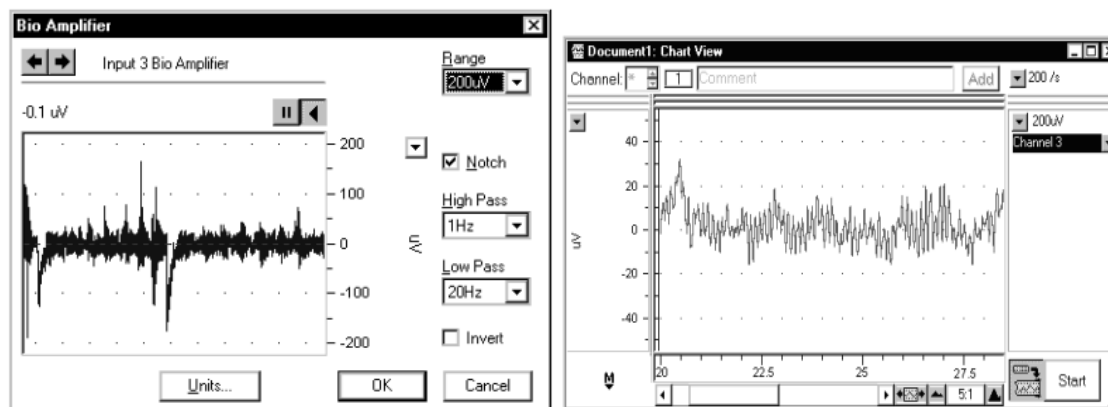 Bio Amplifier
Input 3 Bio Amplifier
Range
200uV
-0.1 uV
200
100
0
-100
-200
uV
Notch
High Pass
1Hz
Low Pass
20Hz
Invert
Units...
OK
Cancel
Document1: Chart View
Channel: * 1 Comment Add 200 /s
200uV
Channel 3
40
20
0
-20
-40
uV
M
20 22.5 25 27.5
5:1
Start